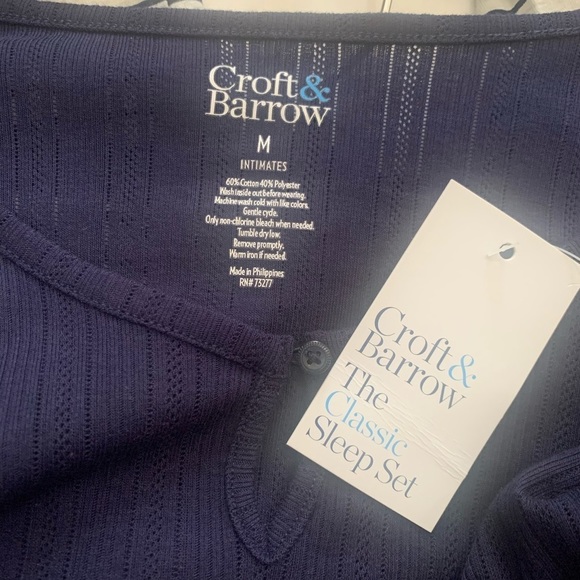 Croft&
Barrow
M
INTIMATES
60% Cotton 40% Polyester
Wash inside out before wearing.
Machine wash cold with like colors.
Gentle cycle.
Only non-chlorine bleach when needed.
Tumble dry low.
Remove promptly.
Warm iron if needed.
Made in Philippines
RN# 73277
Croft&
Barrow
The
Classic
Sleep Set